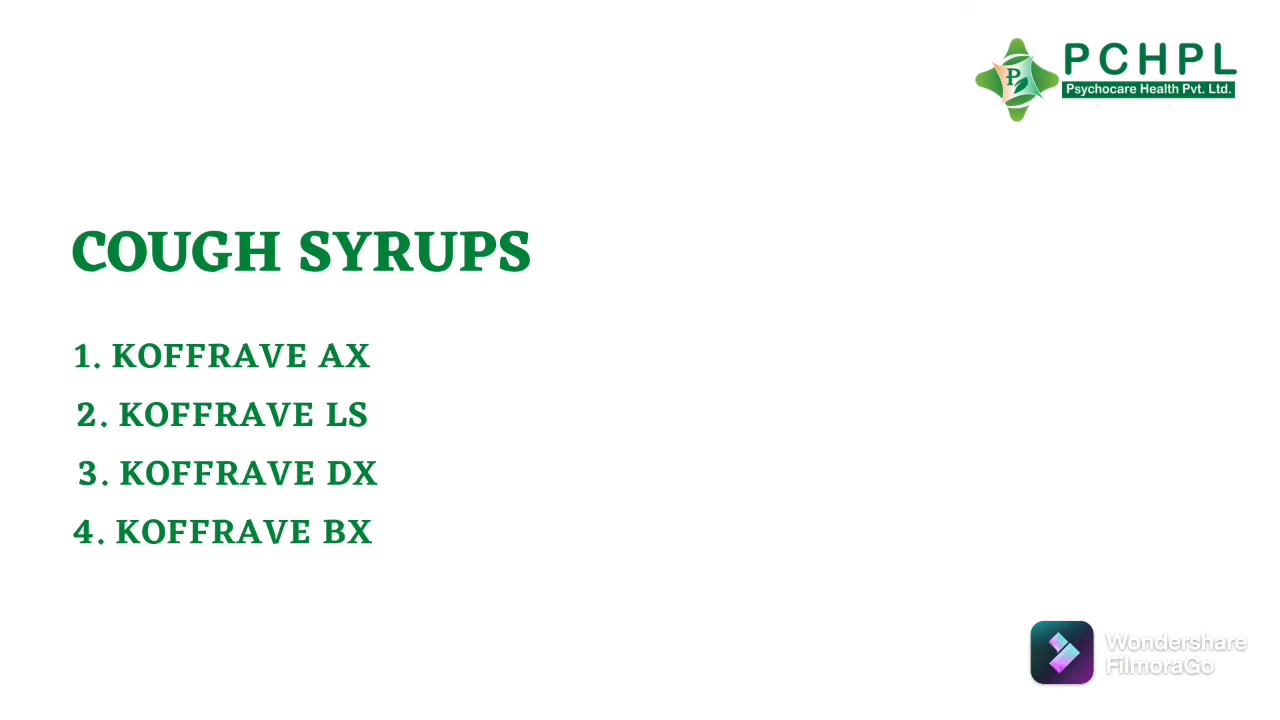 PCHPL
Psychocare Health Pvt. Ltd.
P
COUGH SYRUPS
1. KOFFRAVE AX
2. KOFFRAVE LS
3. KOFFRAVE DX
4. KOFFRAVE BX
Wondershare
FilmoraGo